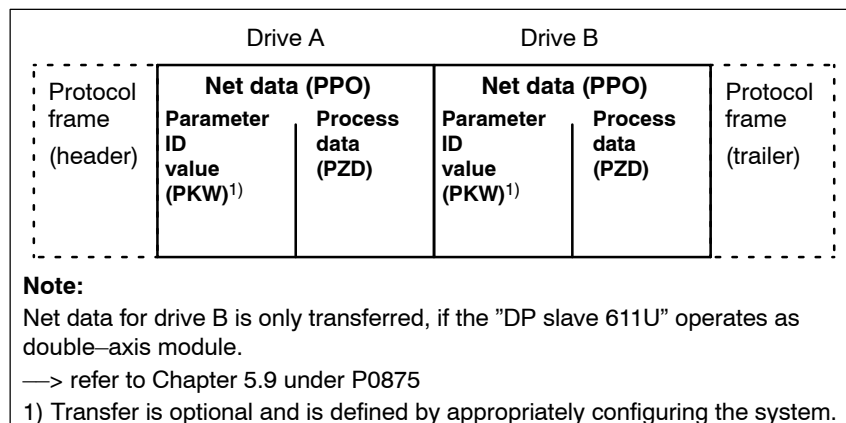 Drive A
Drive B
Protocol
frame
(header)
Net data (PPO)
Parameter
ID
value
(PKW)1)
Process
data
(PZD)
Net data (PPO)
Parameter
ID
value
(PKW)1)
Process
data
(PZD)
Protocol
frame
(trailer)
Note:
Net data for drive B is only transferred, if the ”DP slave 611U” operates as
double–axis module.
—> refer to Chapter 5.9 under P0875
1) Transfer is optional and is defined by appropriately configuring the system.